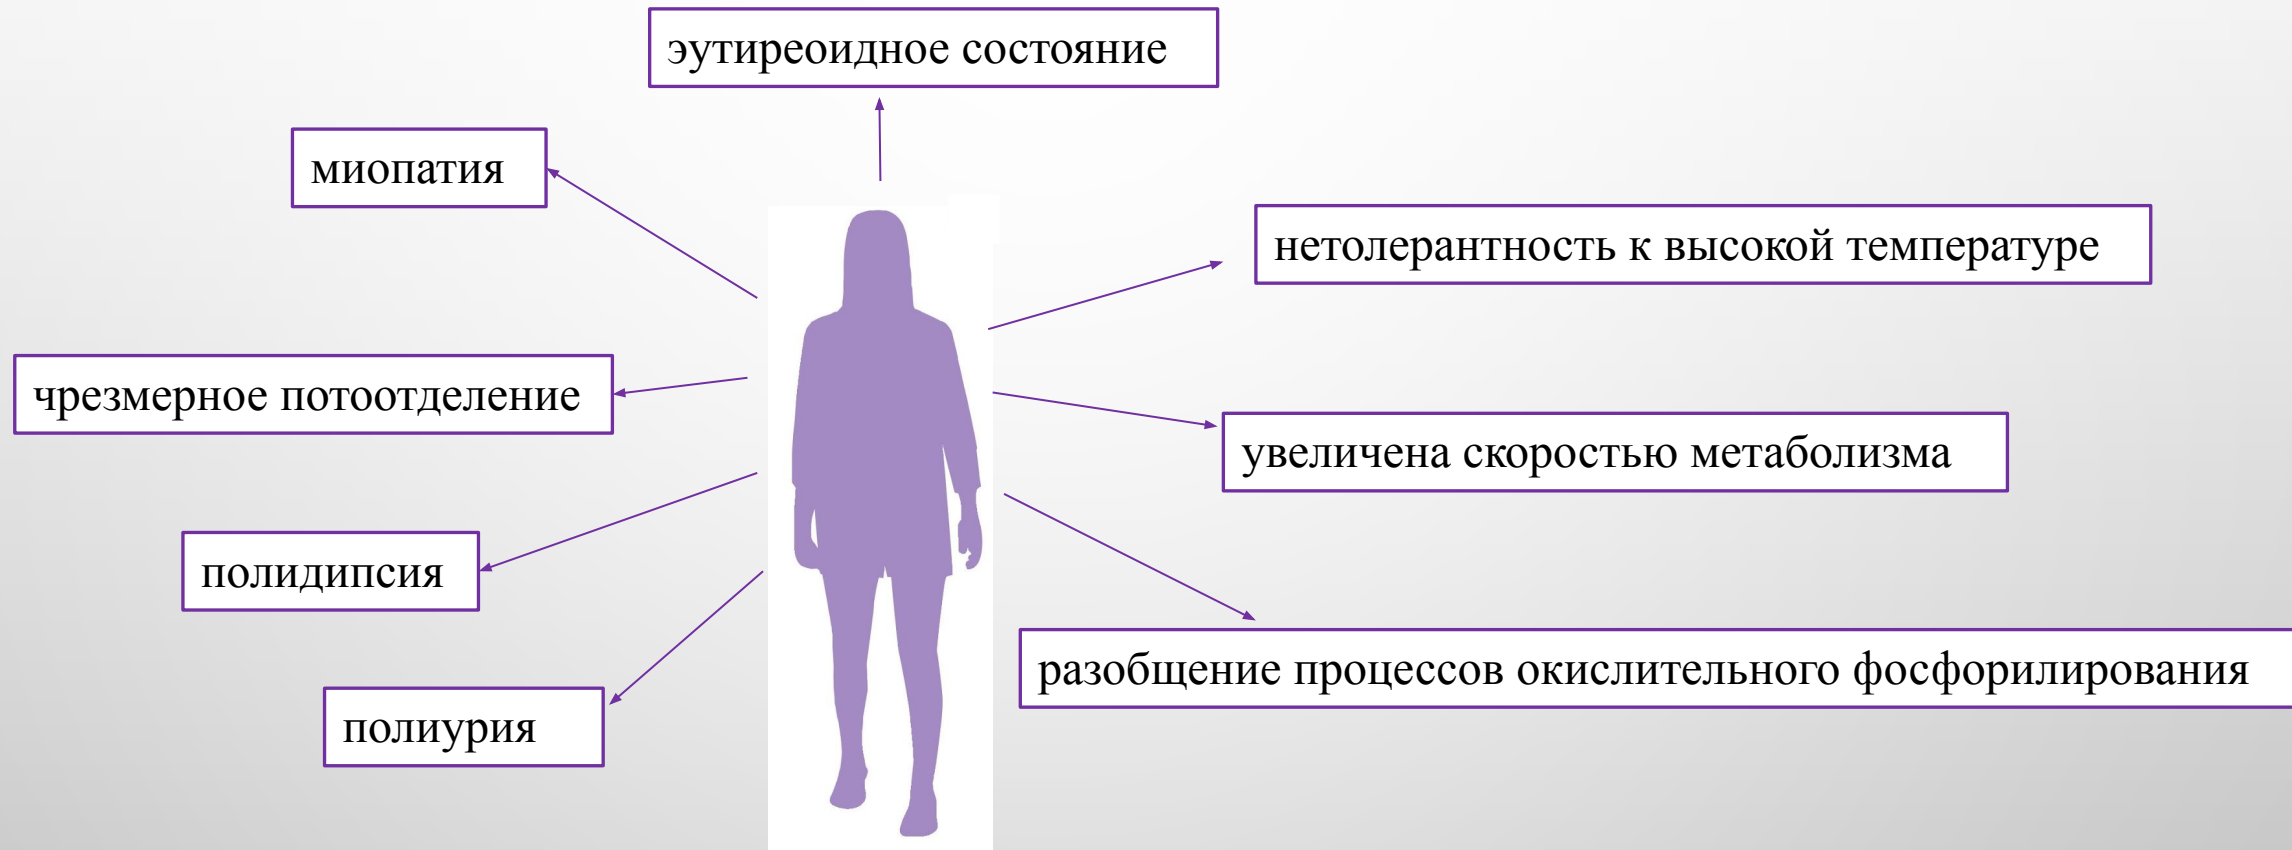 эутиреоидное состояние
миопатия
нетолерантность к высокой температуре
чрезмерное потоотделение
увеличена скоростью метаболизма
полидипсия
разобщение процессов окислительного фосфорилирования
полиурия